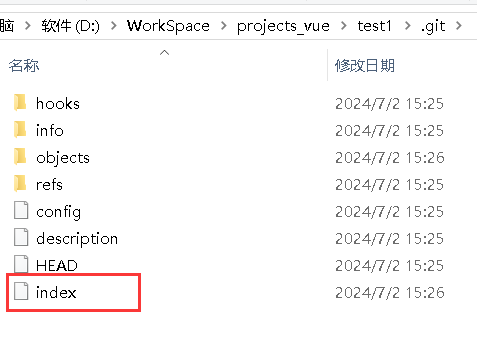 脑 > 软件 (D:) > WorkSpace > projects_vue > test1 > .git >
名称 修改日期
hooks 2024/7/2 15:25
info 2024/7/2 15:25
objects 2024/7/2 15:26
refs 2024/7/2 15:25
config 2024/7/2 15:25
description 2024/7/2 15:25
HEAD 2024/7/2 15:25
index 2024/7/2 15:26